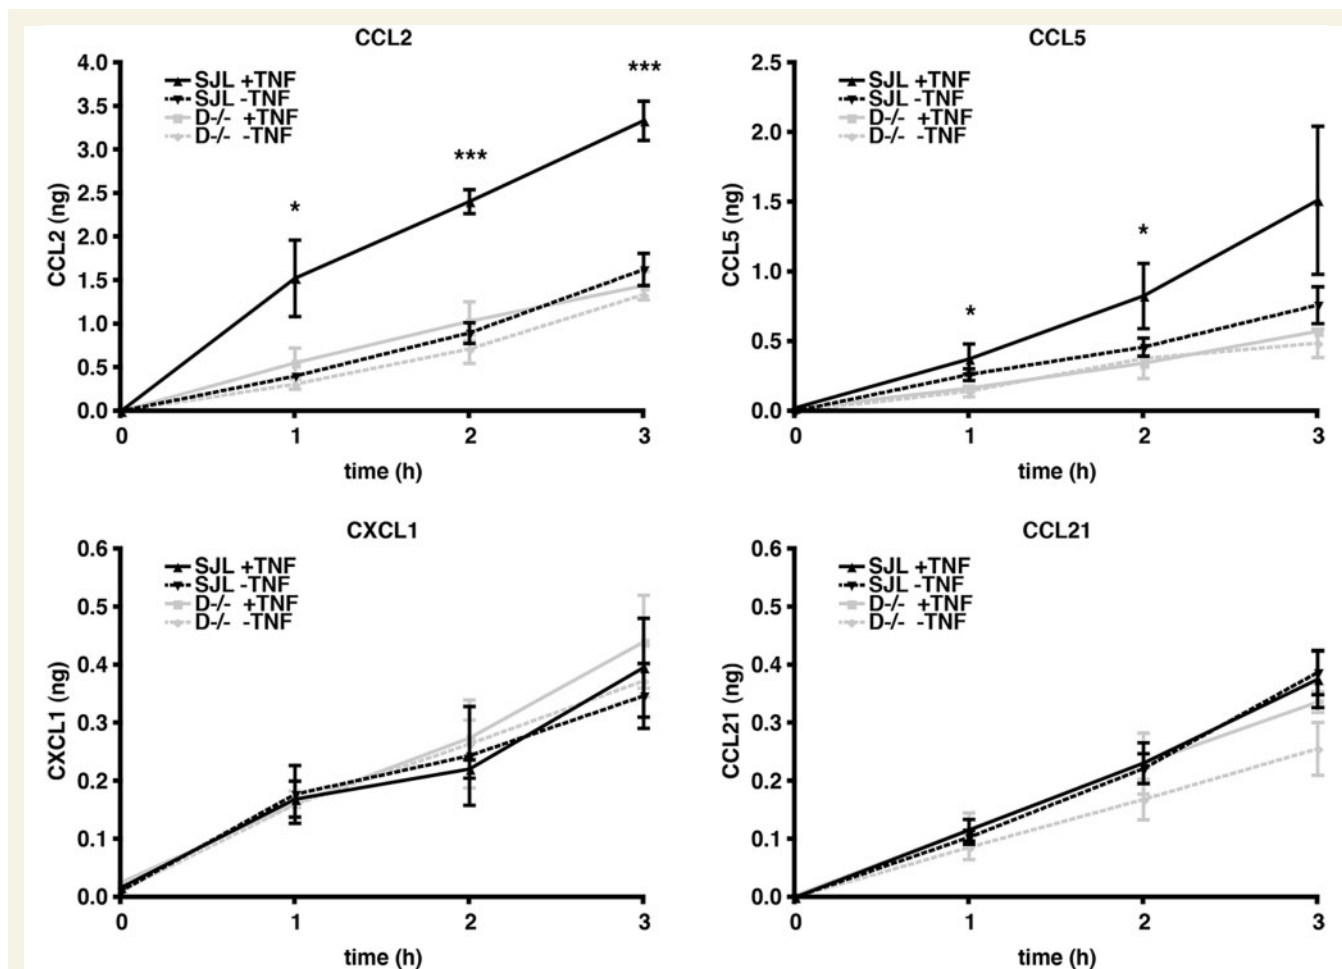 CCL2
4.0
3.5
3.0
2.5
2.0
1.5
1.0
0.5
0.0
CCL2 (ng)
SJL +TNF
SJL -TNF
D-/- +TNF
D-/- -TNF
*
***
***
0 1 2 3
time (h)
CCL5
2.5
2.0
1.5
1.0
0.5
0.0
CCL5 (ng)
SJL +TNF
SJL -TNF
D-/- +TNF
D-/- -TNF
*
*
0 1 2 3
time (h)
CXCL1
0.6
0.5
0.4
0.3
0.2
0.1
0.0
CXCL1 (ng)
SJL +TNF
SJL -TNF
D-/- +TNF
D-/- -TNF
0 1 2 3
time (h)
CCL21
0.6
0.5
0.4
0.3
0.2
0.1
0.0
CCL21 (ng)
SJL +TNF
SJL -TNF
D-/- +TNF
D-/- -TNF
0 1 2 3
time (h)